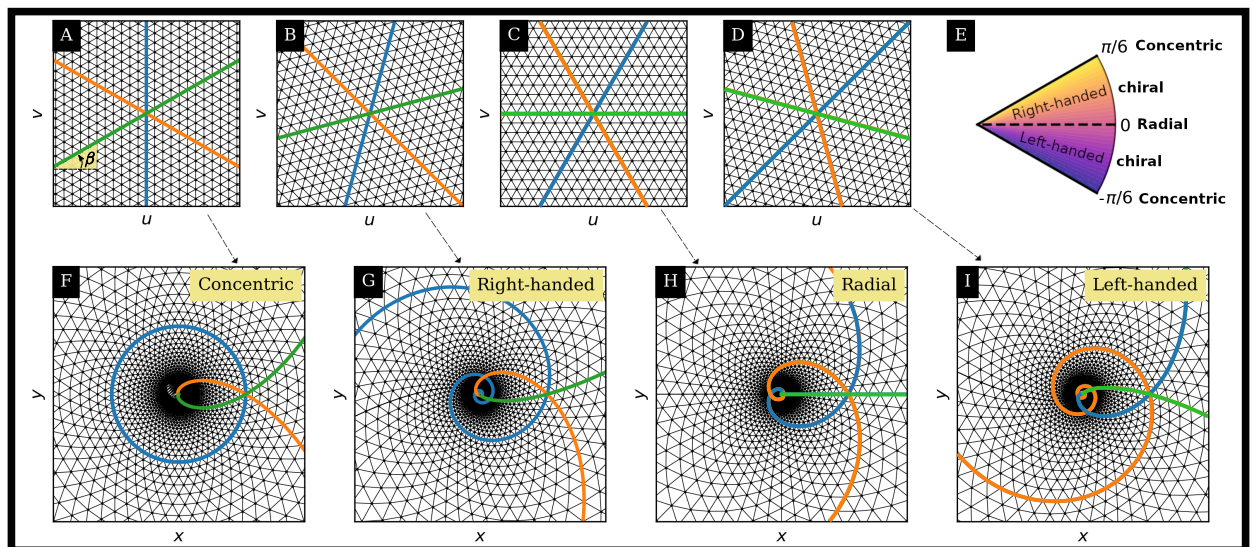 A
B
C
D
E
v
v
v
v
β
u
u
u
u
π/6 Concentric
chiral
Right-handed
0 Radial
Left-handed
chiral
-π/6 Concentric
F
Concentric
G
Right-handed
H
Radial
I
Left-handed
y
y
y
y
x
x
x
x